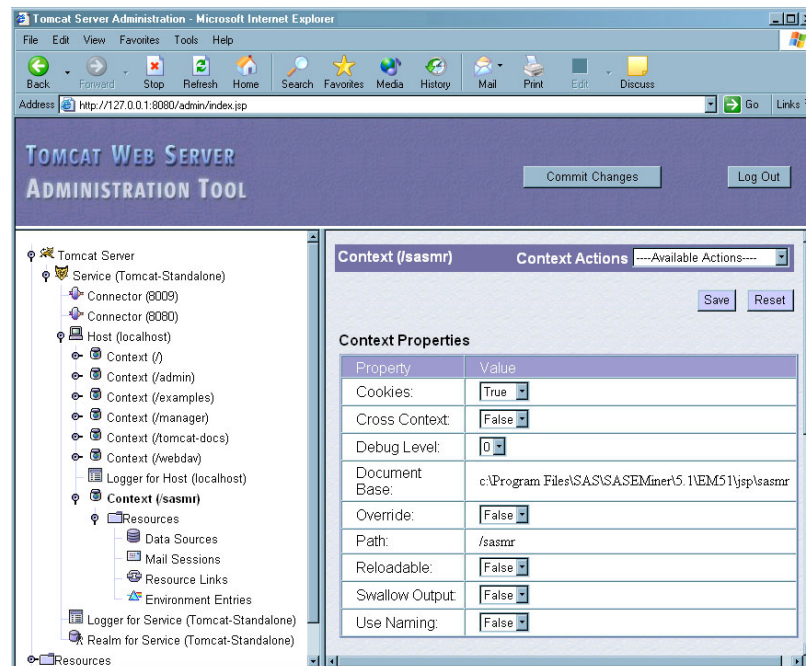 Tomcat Server Administration - Microsoft Internet Explorer
File Edit View Favorites Tools Help
Back Forward Stop Refresh Home Search Favorites Media History Mail Print Edit Discuss
Address http://127.0.0.1:8080/admin/index.jsp Go Links
TOMCAT WEB SERVER
ADMINISTRATION TOOL
Commit Changes Log Out
Tomcat Server
Service (Tomcat-Standalone)
Connector (8009)
Connector (8080)
Host (localhost)
Context (/)
Context (/admin)
Context (/examples)
Context (/manager)
Context (/tomcat-docs)
Context (/webdav)
Logger for Host (localhost)
Context (/sasmr)
Resources
Data Sources
Mail Sessions
Resource Links
Environment Entries
Logger for Service (Tomcat-Standalone)
Realm for Service (Tomcat-Standalone)
Resources
Context (/sasmr) Context Actions ----Available Actions----
Save Reset
Context Properties
Property Value
Cookies: True
Cross Context: False
Debug Level: 0
Document
Base: c:\Program Files\SAS\SASEMiner\5.1\EM51\jsp\sasmr
Override: False
Path: /sasmr
Reloadable: False
Swallow Output: False
Use Naming: False